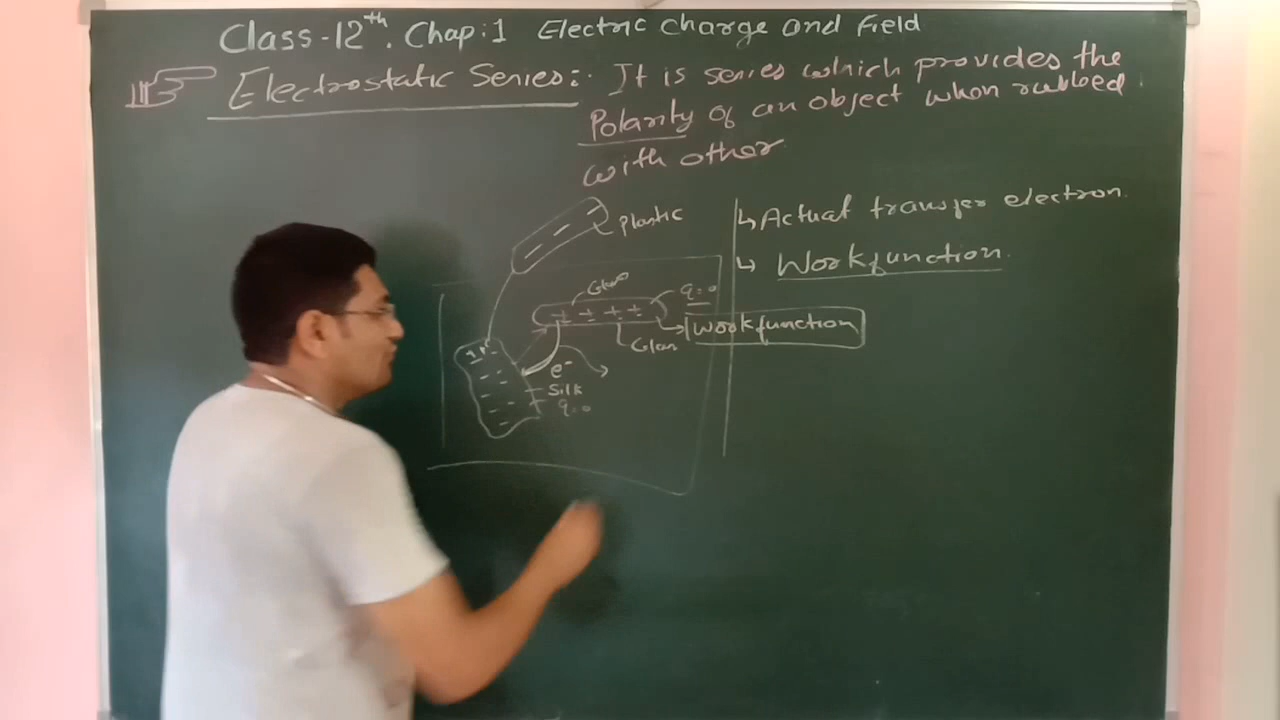 Class-12th. Chap:1 Electric Charge and Field
Electrostatic Series:. It is series which provides the
Polarity of an object when rubbed
with other
Plastic
↳ Actual transfer electron.
↳ Workfunction
Glass
q=0
Workfunction
Glass
e-
Silk
q=0